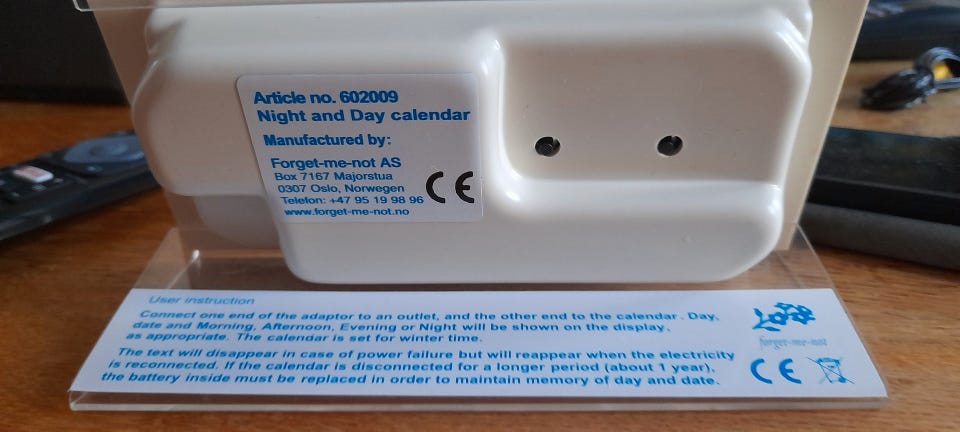 Article no. 602009
Night and Day calendar
Manufactured by:
Forget-me-not AS
Box 7167 Majorstua
0307 Oslo, Norwegen
Telefon: +47 95 19 98 96
www.forget-me-not.no
CE
User instruction
Connect one end of the adaptor to an outlet, and the other end to the calendar. Day,
date and Morning, Afternoon, Evening or Night will be shown on the display,
as appropriate. The calendar is set for winter time.
The text will disappear in case of power failure but will reappear when the electricity
is reconnected. If the calendar is disconnected for a longer period (about 1 year),
the battery inside must be replaced in order to maintain memory of day and date.
forget-me-not
CE